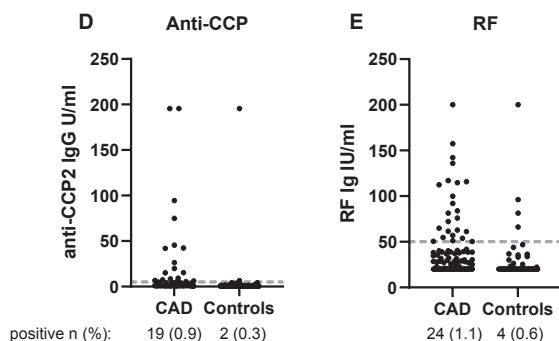 D Anti-CCP
anti-CCP2 IgG U/ml
250
200
150
100
50
0
CAD Controls
positive n (%): 19 (0.9) 2 (0.3)
E RF
RF Ig IU/ml
250
200
150
100
50
0
CAD Controls
24 (1.1) 4 (0.6)